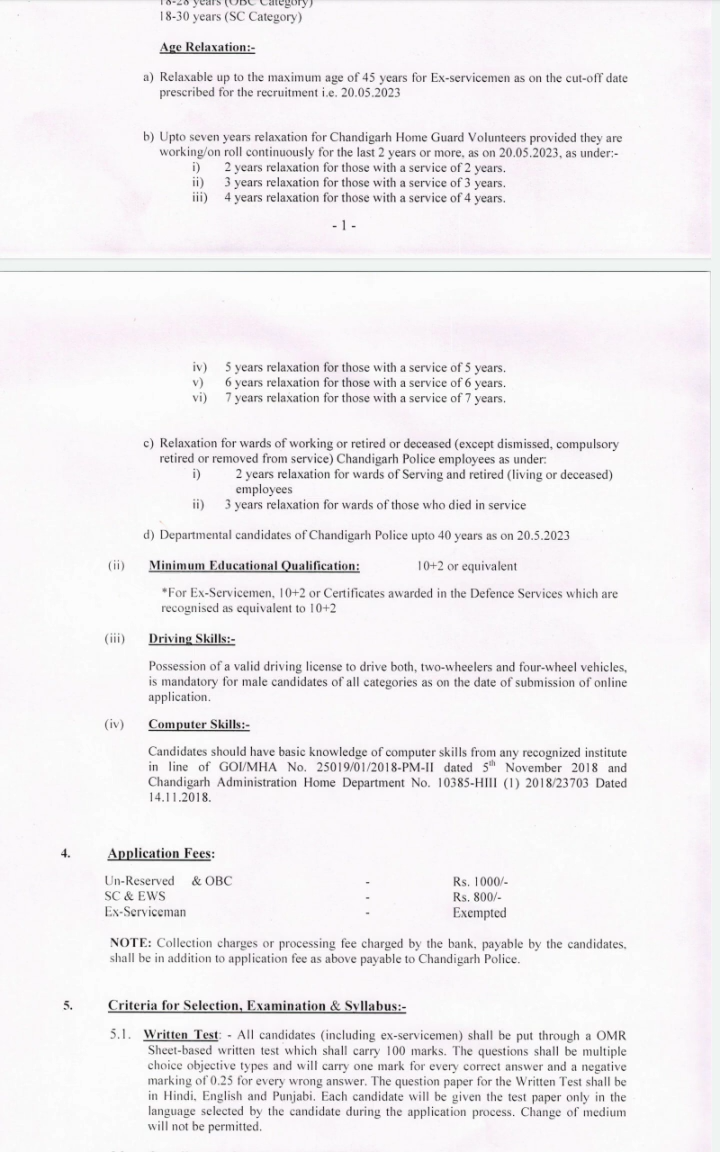 18-28 years (OBC Category)
18-30 years (SC Category)
Age Relaxation:-
a) Relaxable up to the maximum age of 45 years for Ex-servicemen as on the cut-off date
prescribed for the recruitment i.e. 20.05.2023
b) Upto seven years relaxation for Chandigarh Home Guard Volunteers provided they are
working/on roll continuously for the last 2 years or more, as on 20.05.2023, as under:-
i) 2 years relaxation for those with a service of 2 years.
ii) 3 years relaxation for those with a service of 3 years.
iii) 4 years relaxation for those with a service of 4 years.
- 1 -
iv) 5 years relaxation for those with a service of 5 years.
v) 6 years relaxation for those with a service of 6 years.
vi) 7 years relaxation for those with a service of 7 years.
c) Relaxation for wards of working or retired or deceased (except dismissed, compulsory
retired or removed from service) Chandigarh Police employees as under:
i) 2 years relaxation for wards of Serving and retired (living or deceased)
employees
ii) 3 years relaxation for wards of those who died in service
d) Departmental candidates of Chandigarh Police upto 40 years as on 20.5.2023
(ii) Minimum Educational Qualification: 10+2 or equivalent
*For Ex-Servicemen, 10+2 or Certificates awarded in the Defence Services which are
recognised as equivalent to 10+2
(iii) Driving Skills:-
Possession of a valid driving license to drive both, two-wheelers and four-wheel vehicles,
is mandatory for male candidates of all categories as on the date of submission of online
application.
(iv) Computer Skills:-
Candidates should have basic knowledge of computer skills from any recognized institute
in line of GOI/MHA No. 25019/01/2018-PM-II dated 5th November 2018 and
Chandigarh Administration Home Department No. 10385-HIII (1) 2018/23703 Dated
14.11.2018.
4. Application Fees:
Un-Reserved & OBC - Rs. 1000/-
SC & EWS - Rs. 800/-
Ex-Serviceman - Exempted
NOTE: Collection charges or processing fee charged by the bank, payable by the candidates,
shall be in addition to application fee as above payable to Chandigarh Police.
5. Criteria for Selection, Examination & Syllabus:-
5.1. Written Test: - All candidates (including ex-servicemen) shall be put through a OMR
Sheet-based written test which shall carry 100 marks. The questions shall be multiple
choice objective types and will carry one mark for every correct answer and a negative
marking of 0.25 for every wrong answer. The question paper for the Written Test shall be
in Hindi, English and Punjabi. Each candidate will be given the test paper only in the
language selected by the candidate during the application process. Change of medium
will not be permitted.